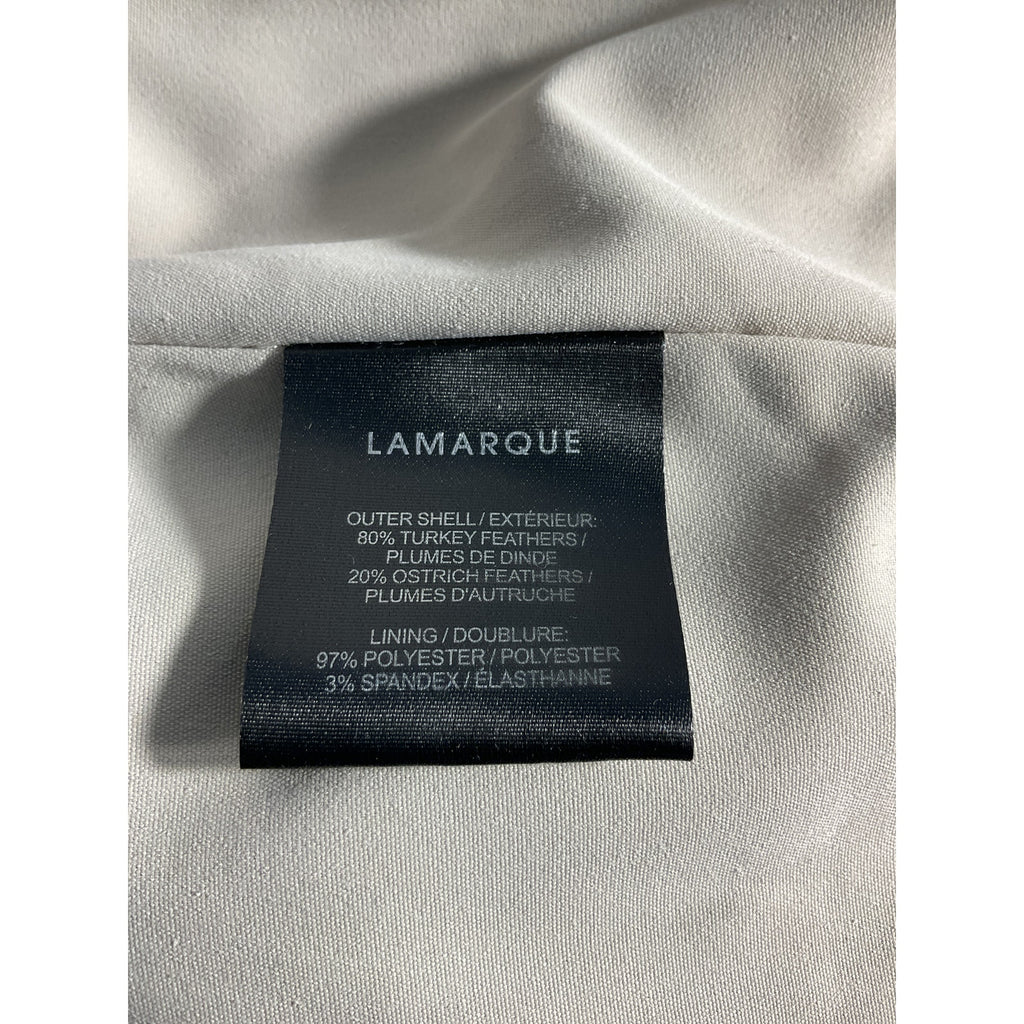 LAMARQUE
OUTER SHELL / EXTÉRIEUR:
80% TURKEY FEATHERS /
PLUMES DE DINDE
20% OSTRICH FEATHERS /
PLUMES D'AUTRUCHE
LINING / DOUBLURE:
97% POLYESTER / POLYESTER
3% SPANDEX / ÉLASTHANNE